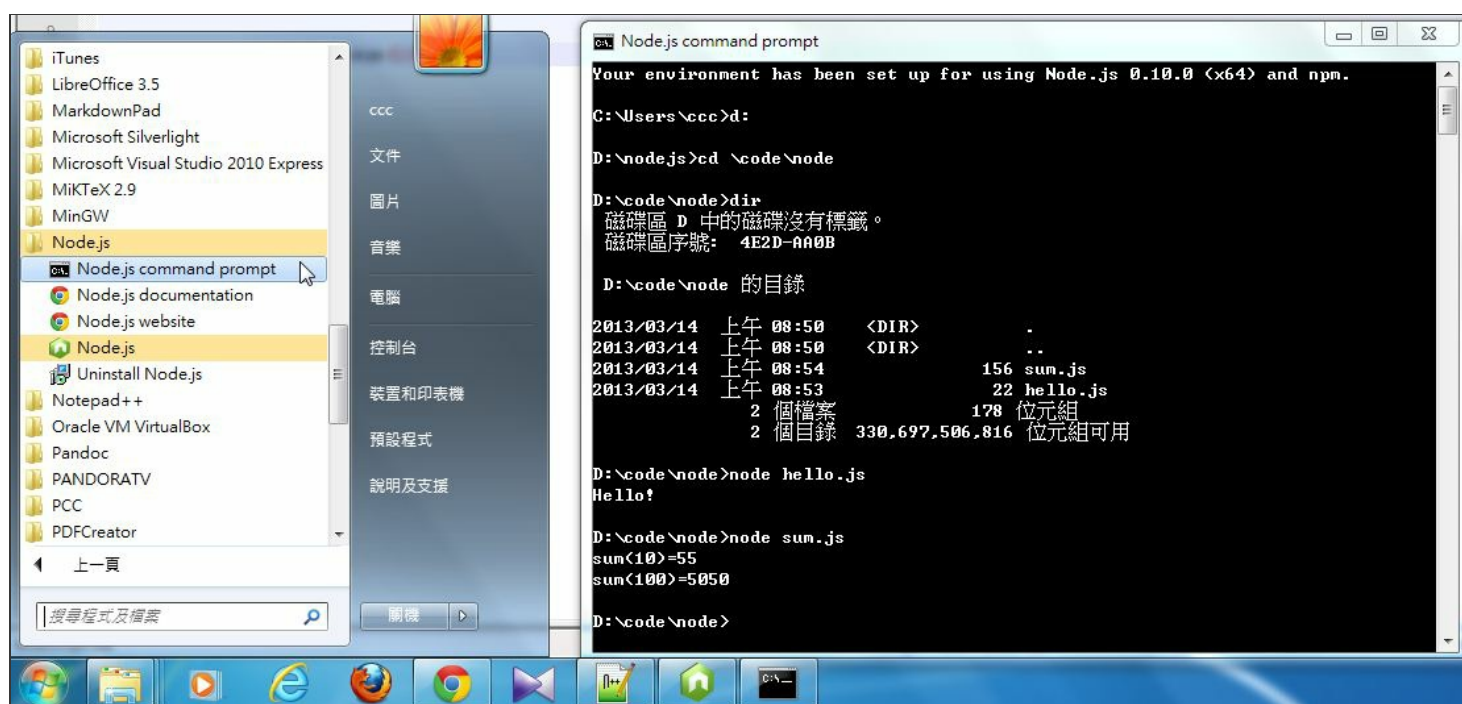 iTunes
LibreOffice 3.5
MarkdownPad
Microsoft Silverlight
Microsoft Visual Studio 2010 Express
MiKTeX 2.9
MinGW
Node.js
Node.js command prompt
Node.js documentation
Node.js website
Node.js
Uninstall Node.js
Notepad++
Oracle VM VirtualBox
Pandoc
PANDORATV
PCC
PDFCreator
上一頁
搜尋程式及檔案
ccc
文件
圖片
音樂
電腦
控制台
裝置和印表機
預設程式
說明及支援
關機
Node.js command prompt
Your environment has been set up for using Node.js 0.10.0 (x64) and npm.
C:\Users\ccc>d:
D:\nodejs>cd \code\node
D:\code\node>dir
磁碟區 D 中的磁碟沒有標籤。
磁碟區序號: 4E2D-AA0B
D:\code\node 的目錄
2013/03/14 上午 08:50 <DIR> .
2013/03/14 上午 08:50 <DIR> ..
2013/03/14 上午 08:54 156 sum.js
2013/03/14 上午 08:53 22 hello.js
2 個檔案 178 位元組
2 個目錄 330,697,506,816 位元組可用
D:\code\node>node hello.js
Hello!
D:\code\node>node sum.js
sum(10)=55
sum(100)=5050
D:\code\node>